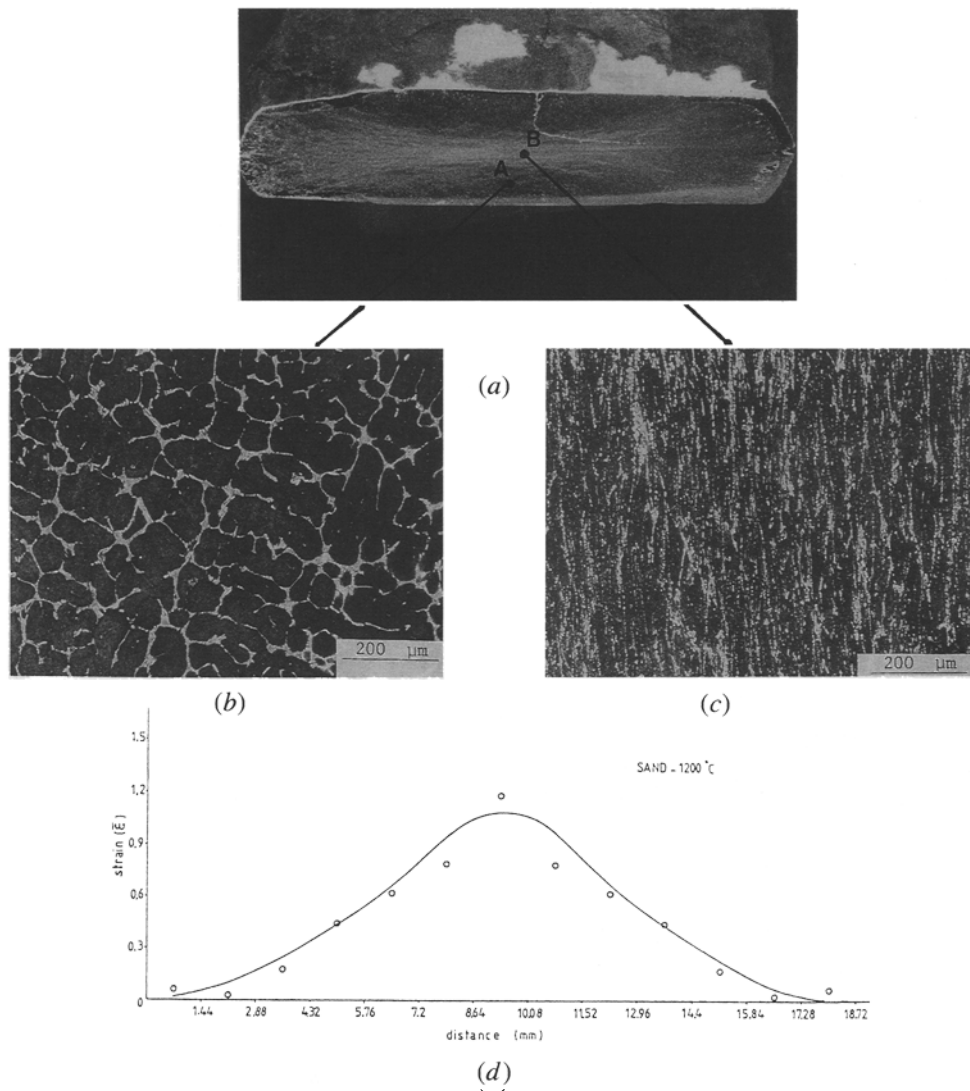 B
A
(a)
200 µm
200 µm
(b)
(c)
1.5
1.2
0.9
0.6
0.3
0
strain (ε̄)
SAND - 1200 °C
1.44 2.88 4.32 5.76 7.2 8.64 10.08 11.52 12.96 14.4 15.84 17.28 18.72
distance (mm)
(d)